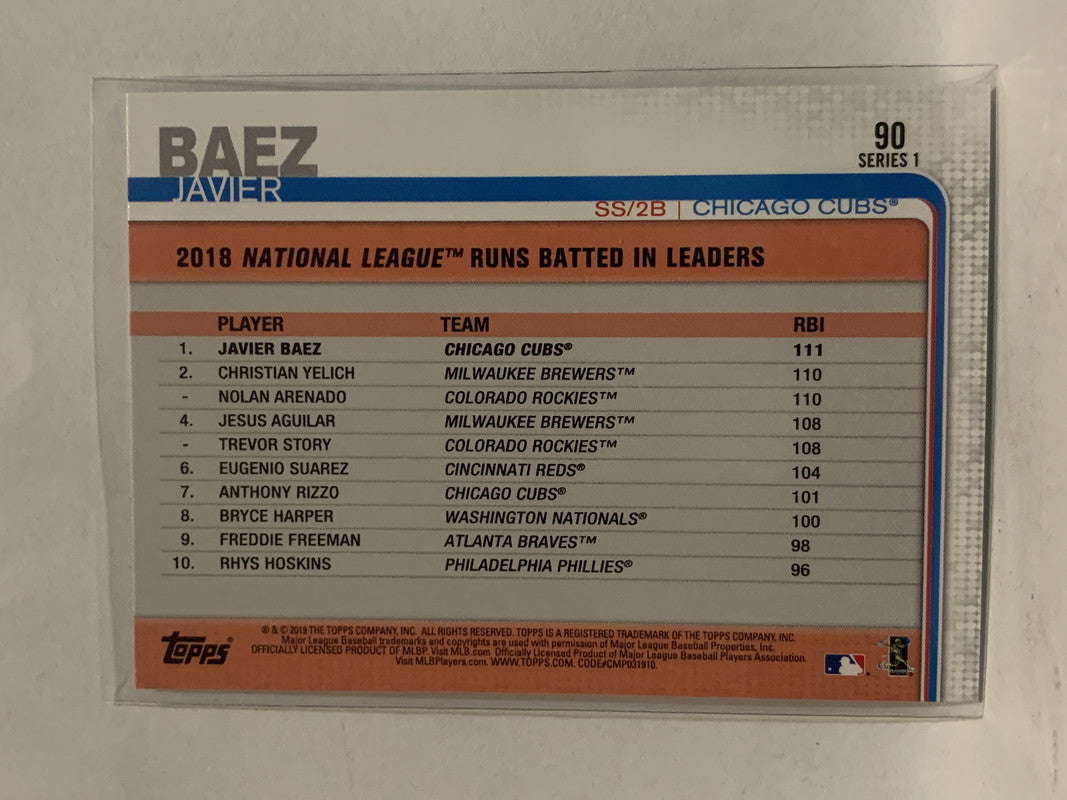 BAEZ
JAVIER
90
SERIES 1
SS/2B | CHICAGO CUBS®
2018 NATIONAL LEAGUE™ RUNS BATTED IN LEADERS
PLAYER TEAM RBI
1. JAVIER BAEZ CHICAGO CUBS® 111
2. CHRISTIAN YELICH MILWAUKEE BREWERS™ 110
- NOLAN ARENADO COLORADO ROCKIES™ 110
4. JESUS AGUILAR MILWAUKEE BREWERS™ 108
- TREVOR STORY COLORADO ROCKIES™ 108
6. EUGENIO SUAREZ CINCINNATI REDS® 104
7. ANTHONY RIZZO CHICAGO CUBS® 101
8. BRYCE HARPER WASHINGTON NATIONALS® 100
9. FREDDIE FREEMAN ATLANTA BRAVES™ 98
10. RHYS HOSKINS PHILADELPHIA PHILLIES® 96
Topps®
® & © 2019 THE TOPPS COMPANY, INC. ALL RIGHTS RESERVED. TOPPS IS A REGISTERED TRADEMARK OF THE TOPPS COMPANY, INC.
Major League Baseball trademarks and copyrights are used with permission of Major League Baseball Properties, Inc.
OFFICIALLY LICENSED PRODUCT OF MLBP. Visit MLB.com Officially Licensed Product of Major League Baseball Players Association.
Visit MLBPlayers.com. WWW.TOPPS.COM. CODE#CMP031910.